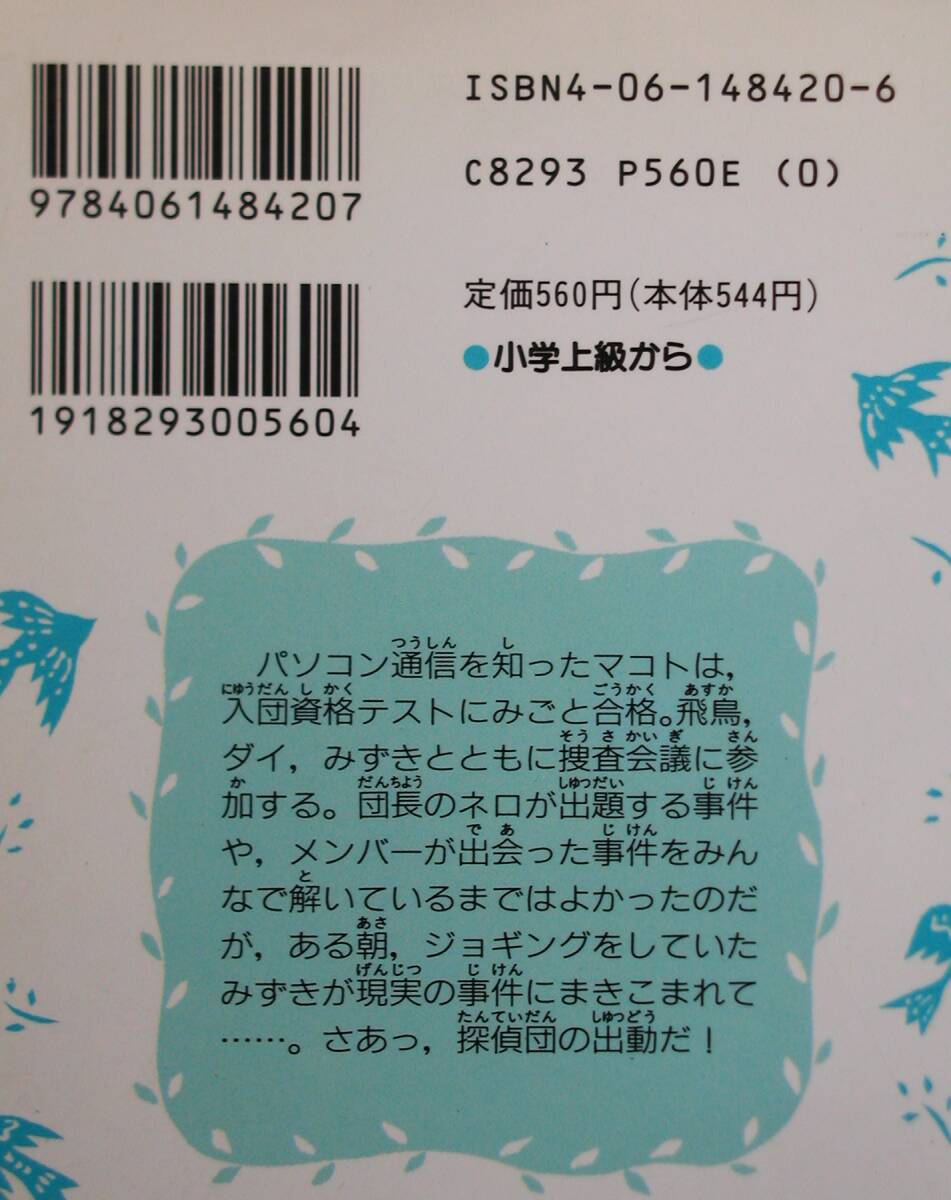 ISBN4-06-148420-6
9784061484207
C8293 P560E (0)
定価560円(本体544円)
●小学上級から●
1918293005604
パソコン通信を知ったマコトは,
入団資格テストにみごと合格。飛鳥,
ダイ, みずきとともに捜査会議に参
加する。団長のネロが出題する事件
や, メンバーが出会った事件をみん
なで解いているまではよかったのだ
が, ある朝, ジョギングをしていた
みずきが現実の事件にまきこまれて
……。さあっ, 探偵団の出動だ!